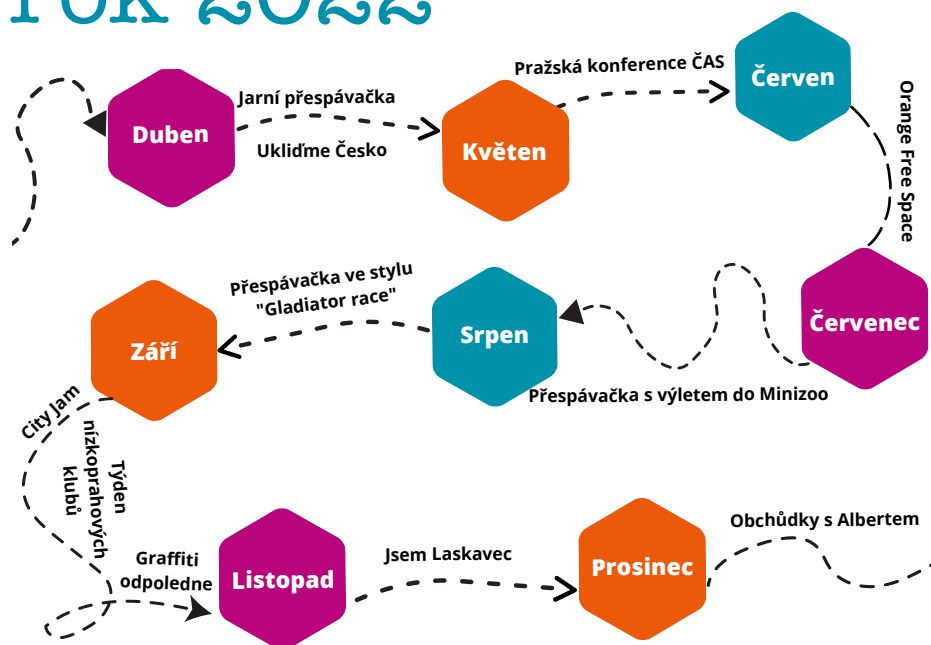 rok 2022
Duben
Jarní přespávačka
Ukliďme Česko
Květen
Pražská konference ČAS
Červen
Orange Free Space
Červenec
Přespávačka s výletem do Minizoo
Srpen
Přespávačka ve stylu
"Gladiator race"
Září
City Jam
Týden
nízkoprahových
klubů
Graffiti
odpoledne
Listopad
Jsem Laskavec
Prosinec
Obchůdky s Albertem